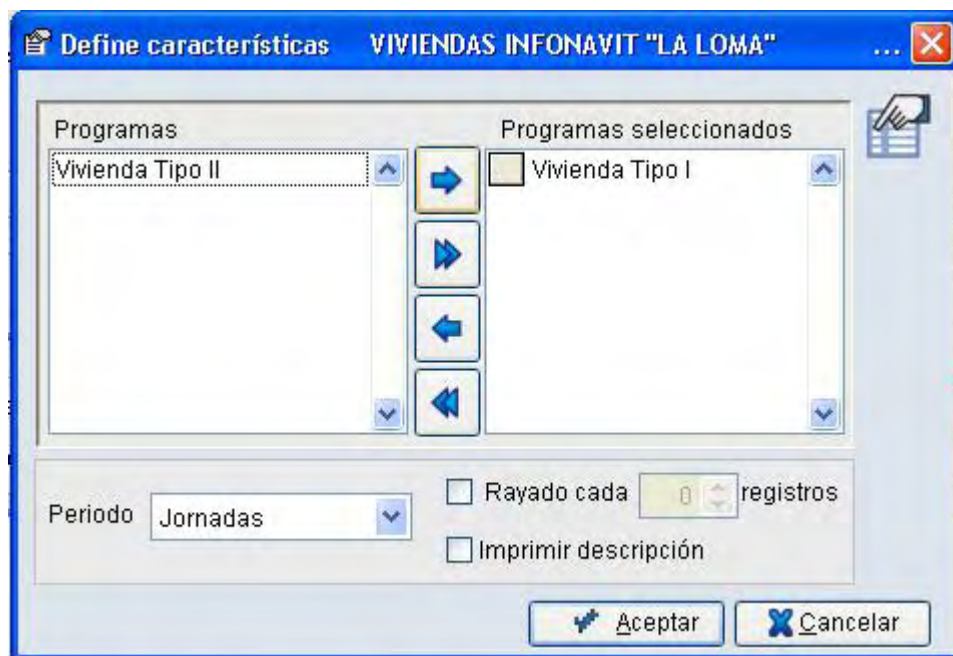 Define características VIVIENDAS INFONAVIT "LA LOMA" ...
Programas
Vivienda Tipo II
Programas seleccionados
Vivienda Tipo I
Periodo
Jornadas
Rayado cada 0 registros
Imprimir descripción
Aceptar
Cancelar